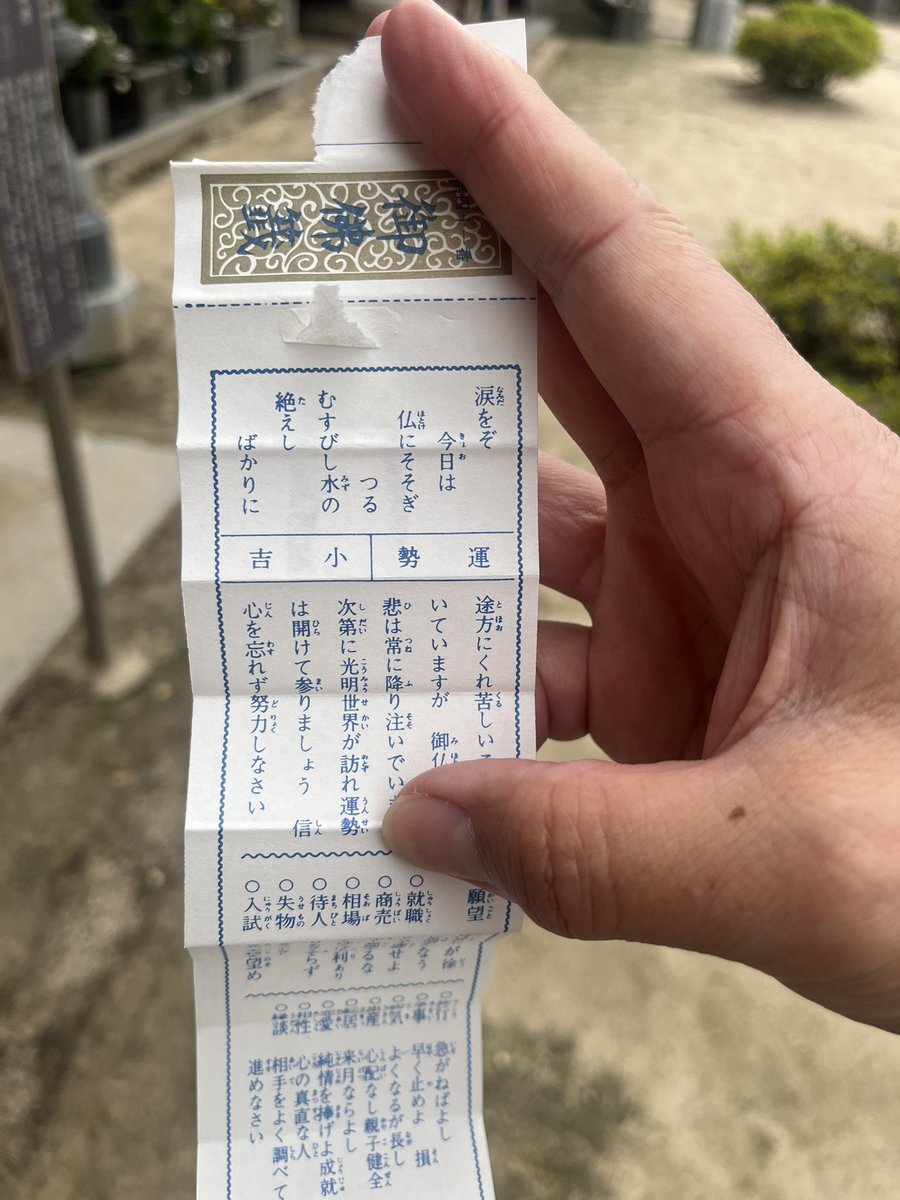 御佛籤
番
涙をぞ
今日は
仏にそそぎ
つる
むすびし水の
絶えし
ばかりに
運勢
小吉
途方にくれ苦しい
いていますが 御仏
悲は常に降り注いでい
次第に光明世界が訪れ運勢
は開けて参りましょう 信
心を忘れず努力しなさい
願望
○就職
○商売
○相場
○待人
○失物
○入試
利あり
望め
急がねばよし
早く止めよ 損
よくなるが長し
心配なし親子健全
来月ならよし
純情を捧げよ成就
心の真直な人
相手をよく調べて
進めなさい